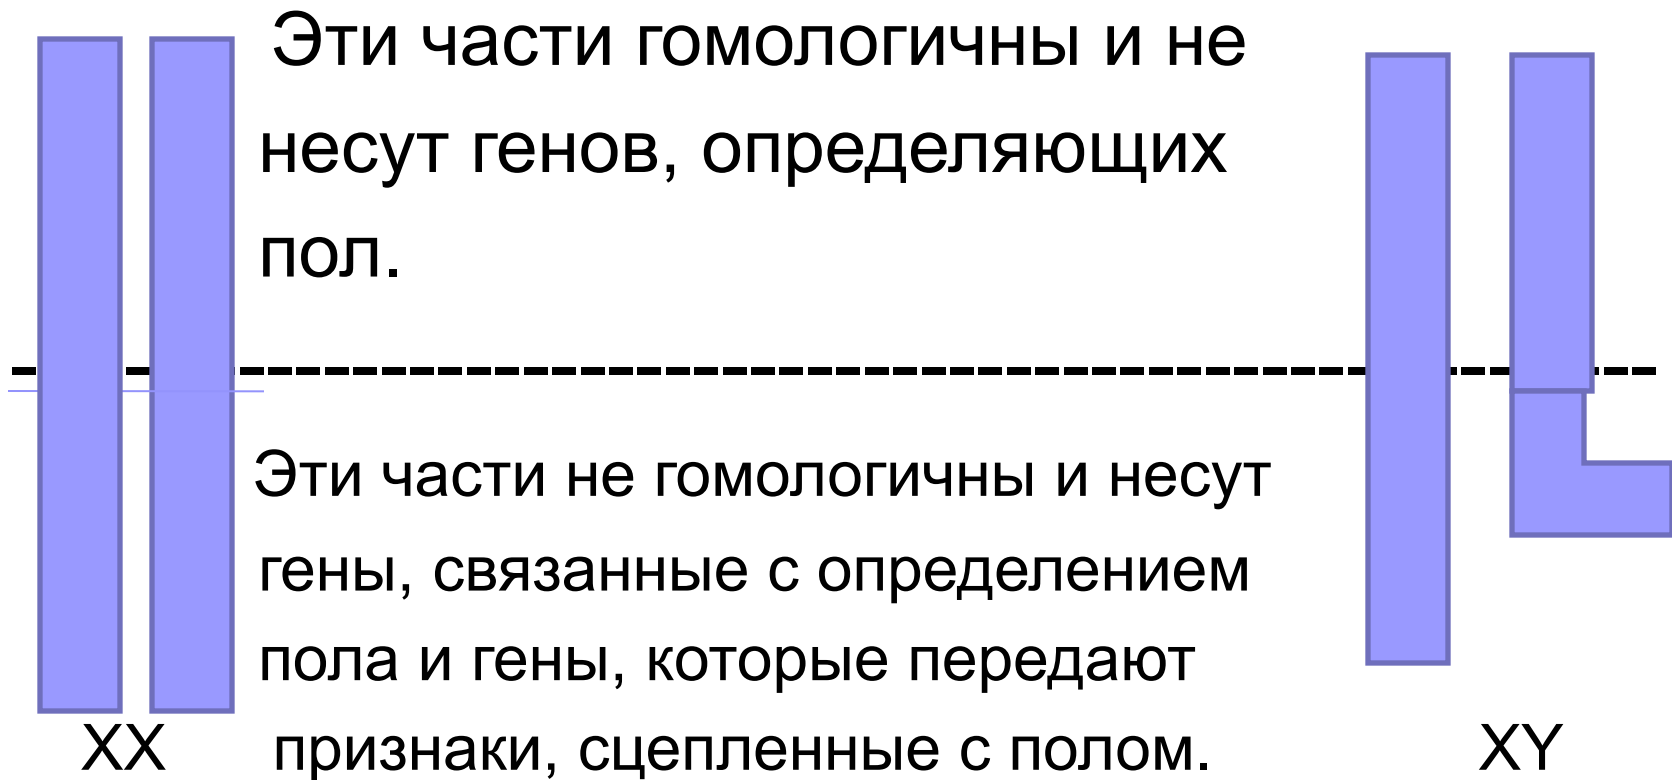 Эти части гомологичны и не
несут генов, определяющих
пол.
Эти части не гомологичны и несут
гены, связанные с определением
пола и гены, которые передают
признаки, сцепленные с полом.
XX
XY